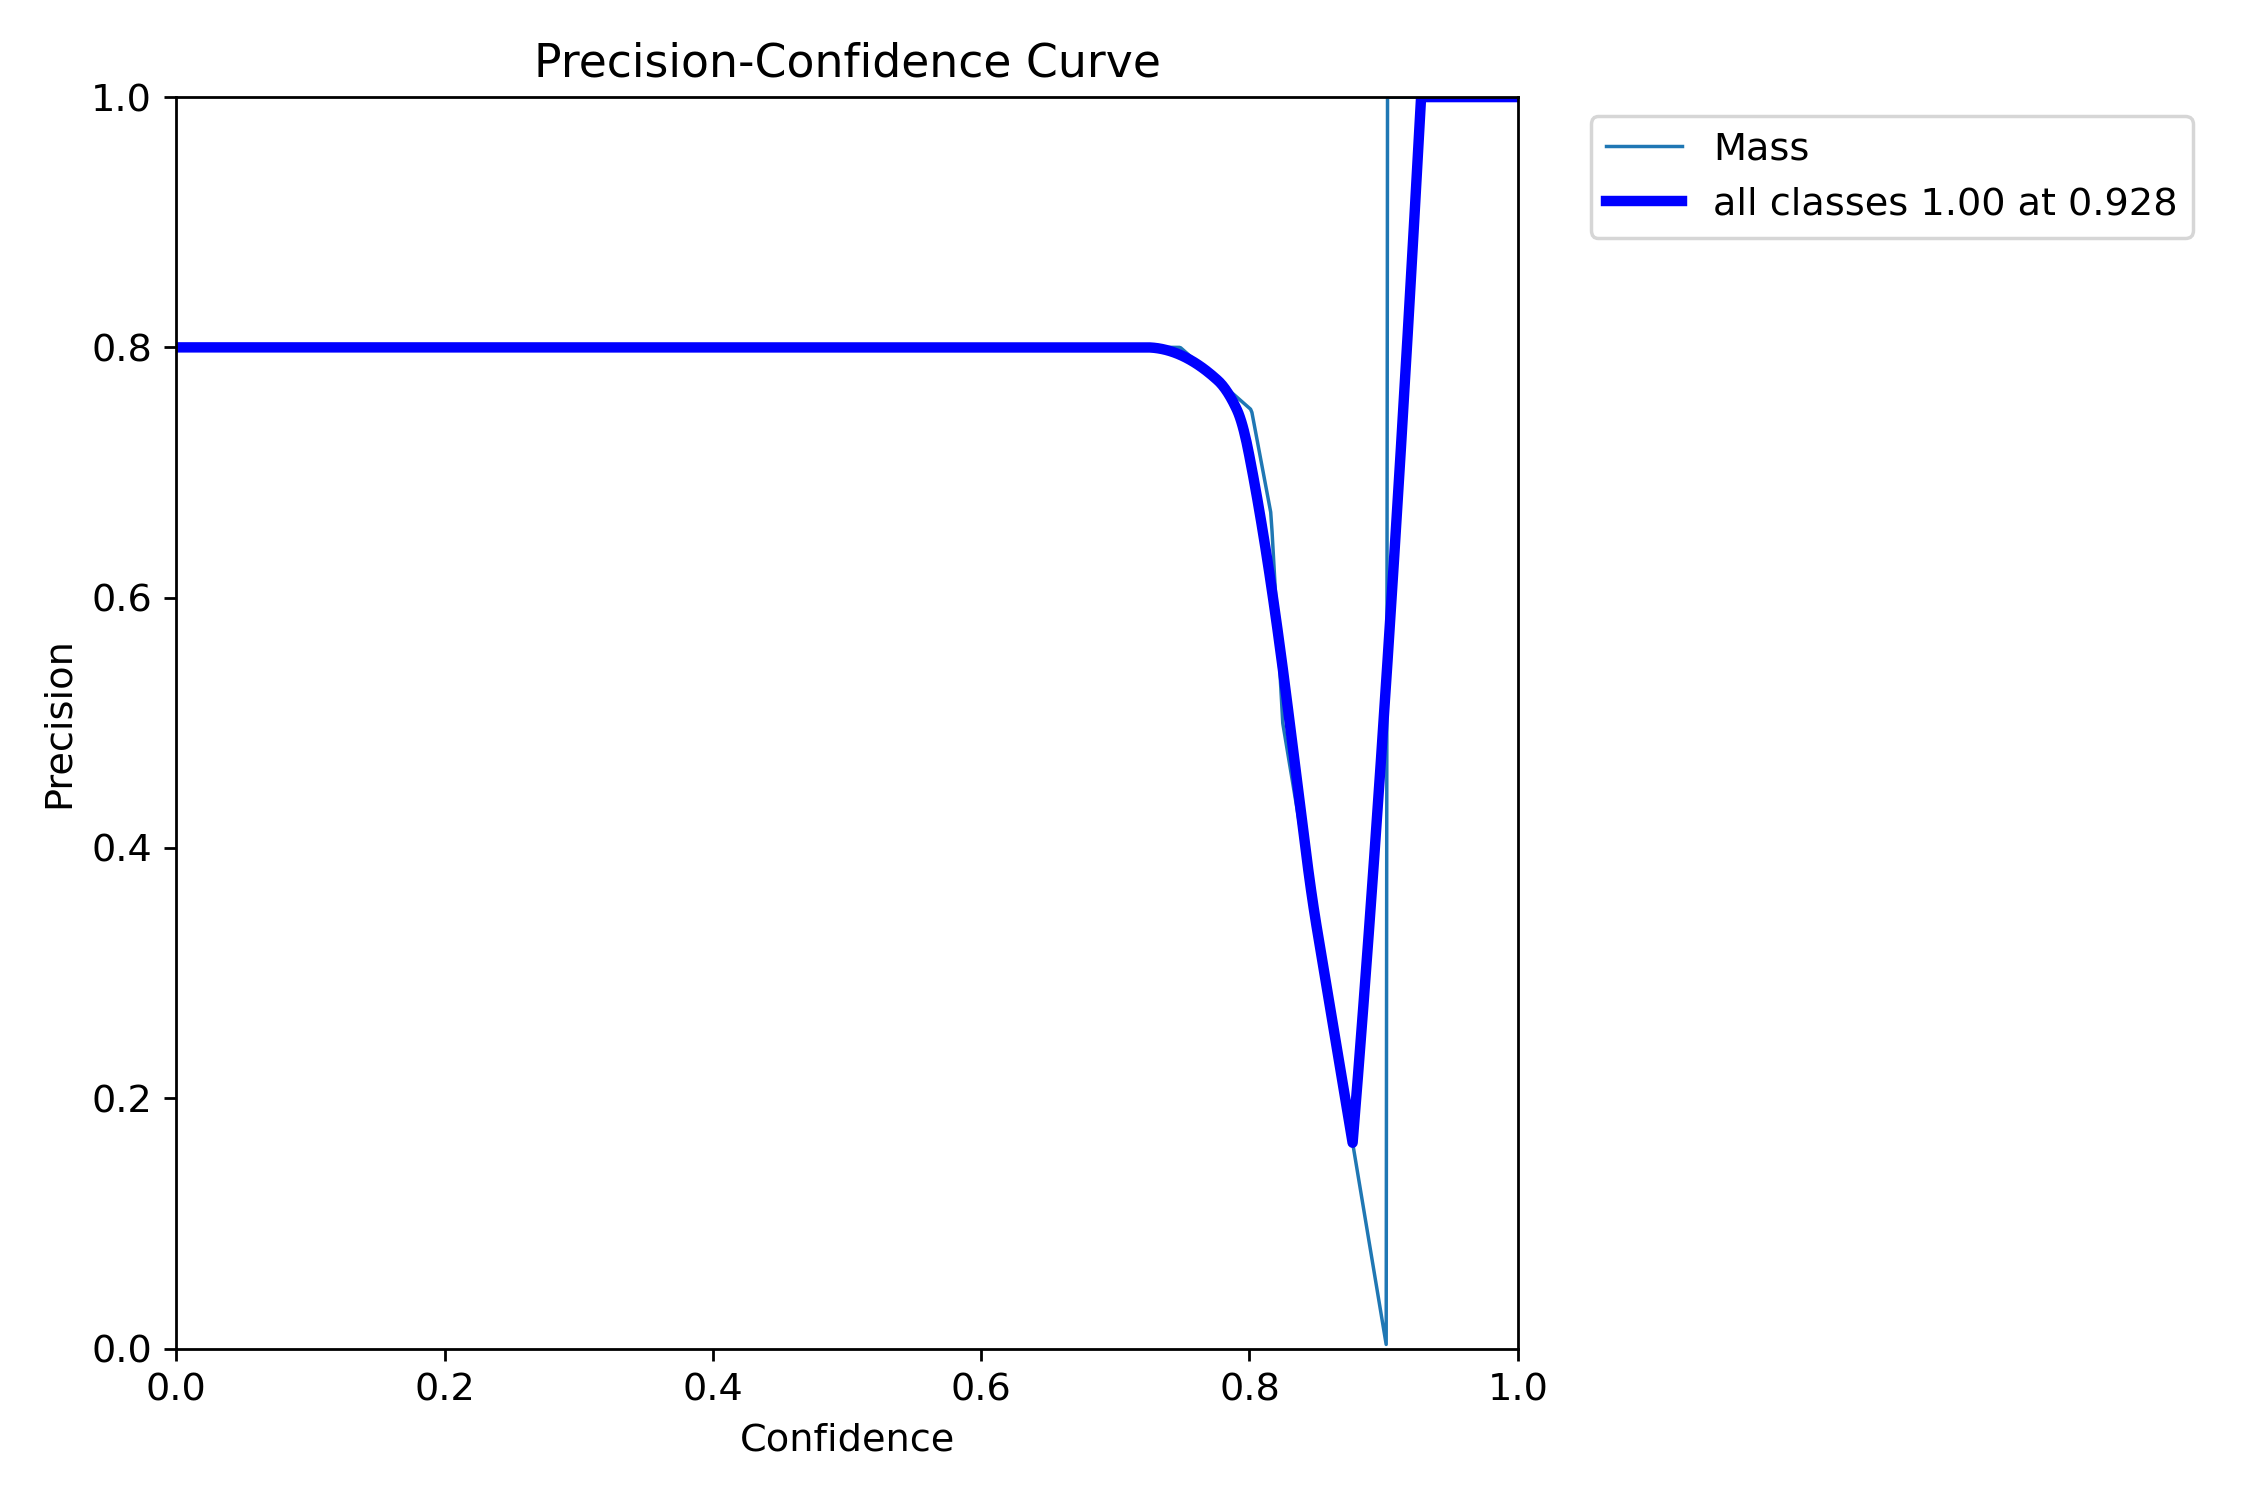 Precision-Confidence Curve
Mass
all classes 1.00 at 0.928
1.0
0.8
0.6
0.4
0.2
0.0
Precision
0.0 0.2 0.4 0.6 0.8 1.0
Confidence